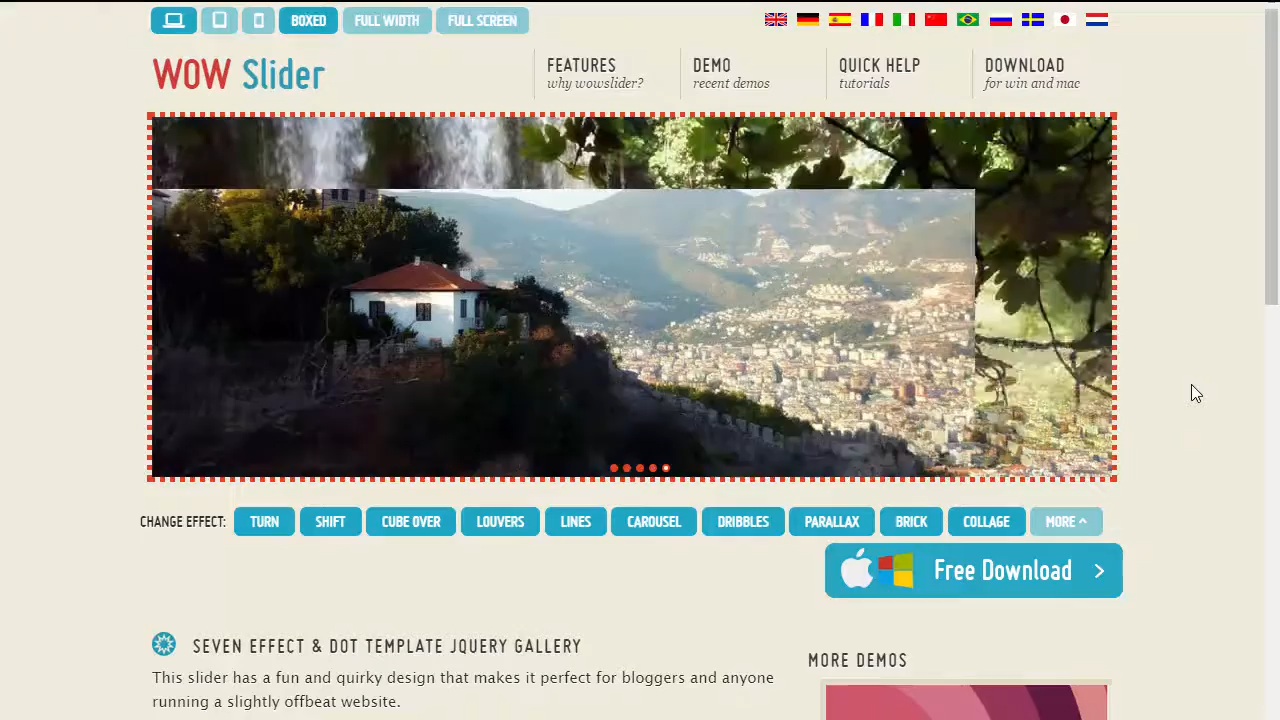 BOXED FULL WIDTH FULL SCREEN
WOW Slider
FEATURES
why wowslider?
DEMO
recent demos
QUICK HELP
tutorials
DOWNLOAD
for win and mac
CHANGE EFFECT: TURN SHIFT CUBE OVER LOUVERS LINES CAROUSEL DRIBBLES PARALLAX BRICK COLLAGE MORE ^
Free Download >
SEVEN EFFECT & DOT TEMPLATE JQUERY GALLERY
This slider has a fun and quirky design that makes it perfect for bloggers and anyone
running a slightly offbeat website.
MORE DEMOS